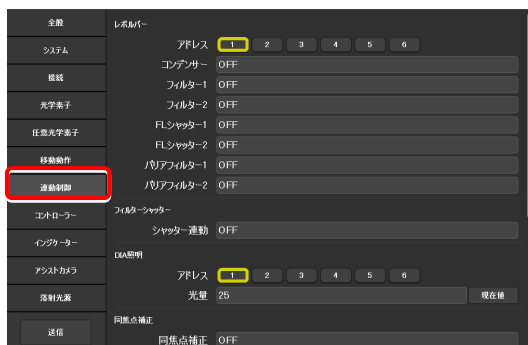 全般
システム
接続
光学素子
任意光学素子
移動動作
連動制御
コントローラー
インジケーター
アシストカメラ
落射光源
送信
レボルバー
アドレス 1 2 3 4 5 6
コンデンサー OFF
フィルター1 OFF
フィルター2 OFF
FLシャッター1 OFF
FLシャッター2 OFF
バリアフィルター1 OFF
バリアフィルター2 OFF
フィルターシャッター
シャッター連動 OFF
DIA照明
アドレス 1 2 3 4 5 6
光量 25 現在値
同焦点補正
同焦点補正 OFF